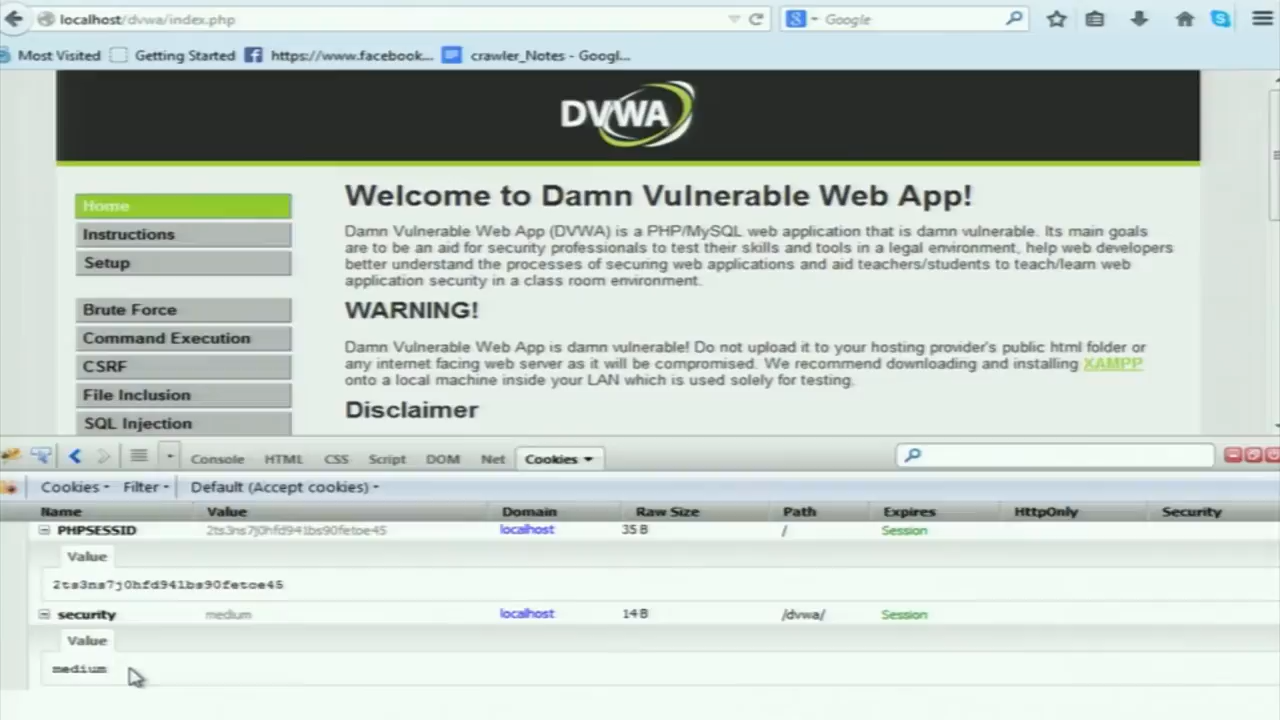 localhost/dvwa/index.php
Google
Most Visited Getting Started https://www.facebook... crawler_Notes - Googl...
DVWA
Home
Instructions
Setup
Brute Force
Command Execution
CSRF
File Inclusion
SQL Injection
Welcome to Damn Vulnerable Web App!
Damn Vulnerable Web App (DVWA) is a PHP/MySQL web application that is damn vulnerable. Its main goals
are to be an aid for security professionals to test their skills and tools in a legal environment, help web developers
better understand the processes of securing web applications and aid teachers/students to teach/learn web
application security in a class room environment.
WARNING!
Damn Vulnerable Web App is damn vulnerable! Do not upload it to your hosting provider's public html folder or
any internet facing web server as it will be compromised. We recommend downloading and installing XAMPP
onto a local machine inside your LAN which is used solely for testing.
Disclaimer
Console HTML CSS Script DOM Net Cookies
Cookies Filter Default (Accept cookies)
Name Value Domain Raw Size Path Expires HttpOnly Security
PHPSESSID 2ts3ns7j0hfd941bs90fetoe45 localhost 35 B / Session
Value
2ts3ns7j0hfd941bs90fetoe45
security medium localhost 14 B /dvwa/ Session
Value
medium